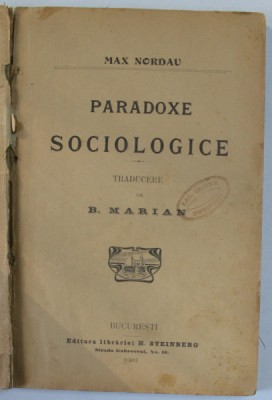 MAX NORDAU
PARADOXE
SOCIOLOGICE
TRADUCERE
DE
B. MARIAN
BUCUREȘTI
Editura librăriei H. STEINBERG